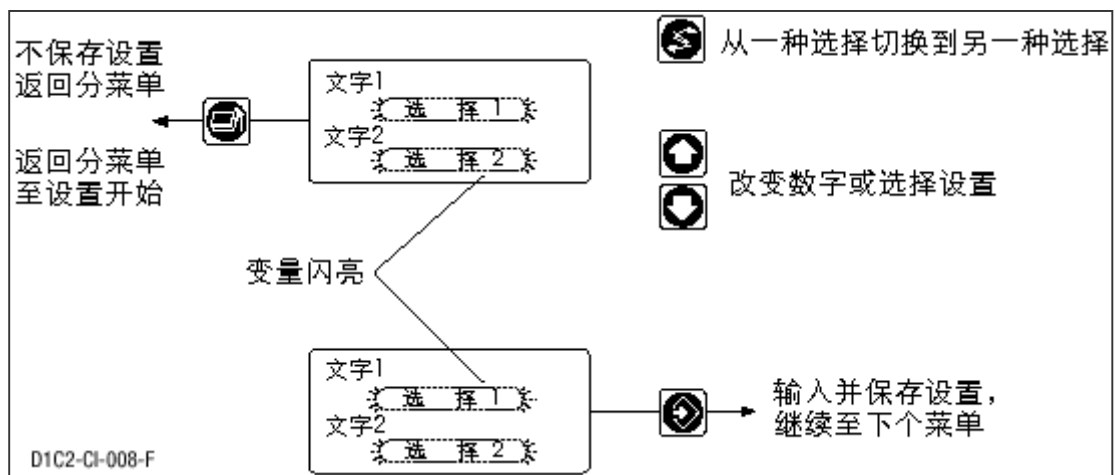 不保存设置
返回分菜单
返回分菜单
至设置开始
文字1
选 择 1
文字2
选 择 2
从一种选择切换到另一种选择
改变数字或选择设置
变量闪亮
文字1
选 择 1
文字2
选 择 2
输入并保存设置，
继续至下个菜单
D1C2-CI-008-F